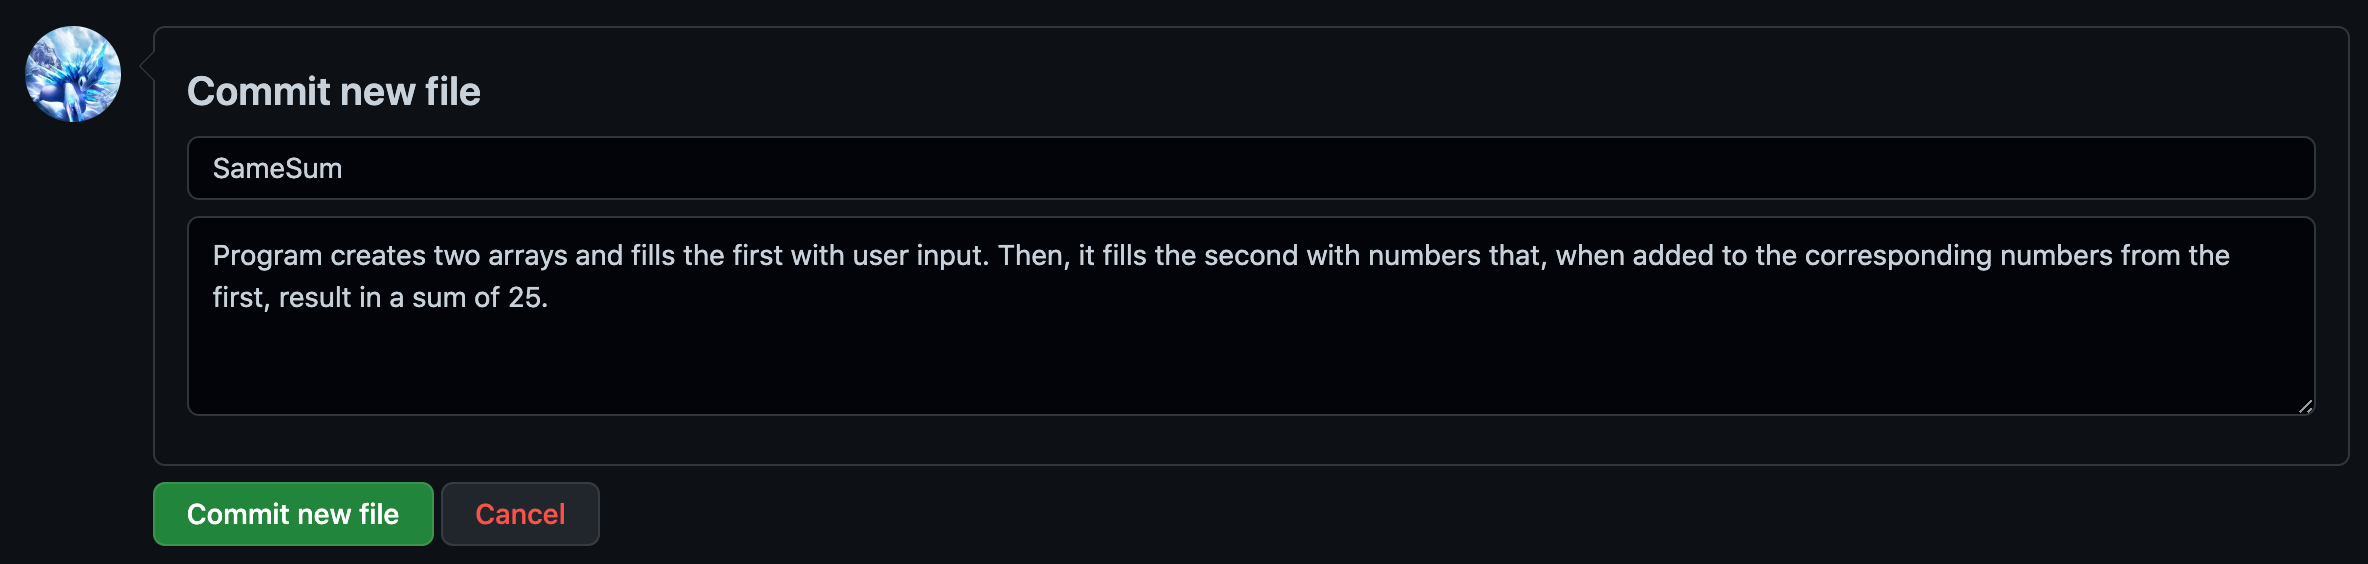 Commit new file
SameSum
Program creates two arrays and fills the first with user input. Then, it fills the second with numbers that, when added to the corresponding numbers from the
first, result in a sum of 25.
Commit new file Cancel